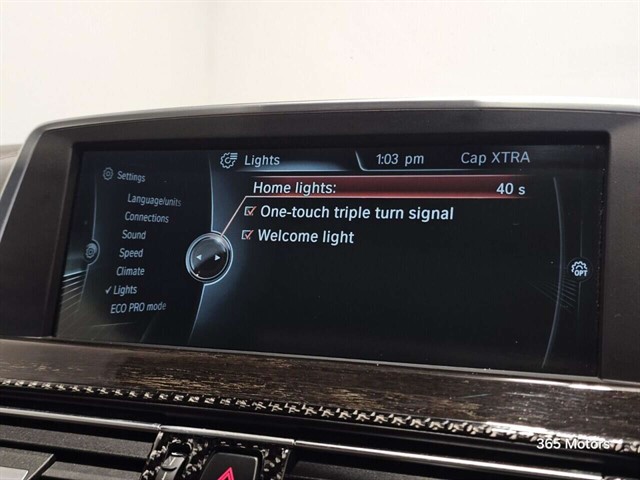 Lights 1:03 pm Cap XTRA
Settings
Language/units
Connections
Sound
Speed
Climate
✓ Lights
ECO PRO mode
Home lights: 40 s
One-touch triple turn signal
Welcome light
OPT
365 Motors